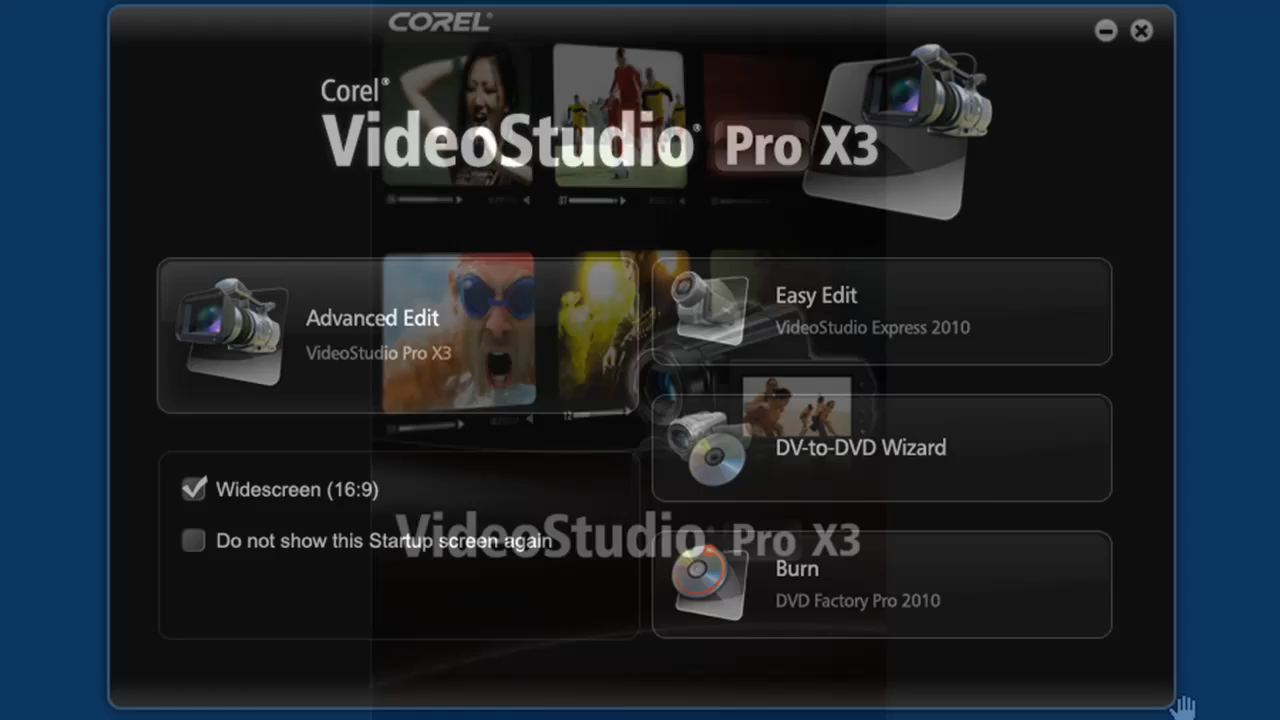 COREL®
Corel®
VideoStudio® Pro X3
Advanced Edit
VideoStudio Pro X3
Easy Edit
VideoStudio Express 2010
DV-to-DVD Wizard
Widescreen (16:9)
Do not show this Startup screen again
VideoStudio® Pro X3
Burn
DVD Factory Pro 2010